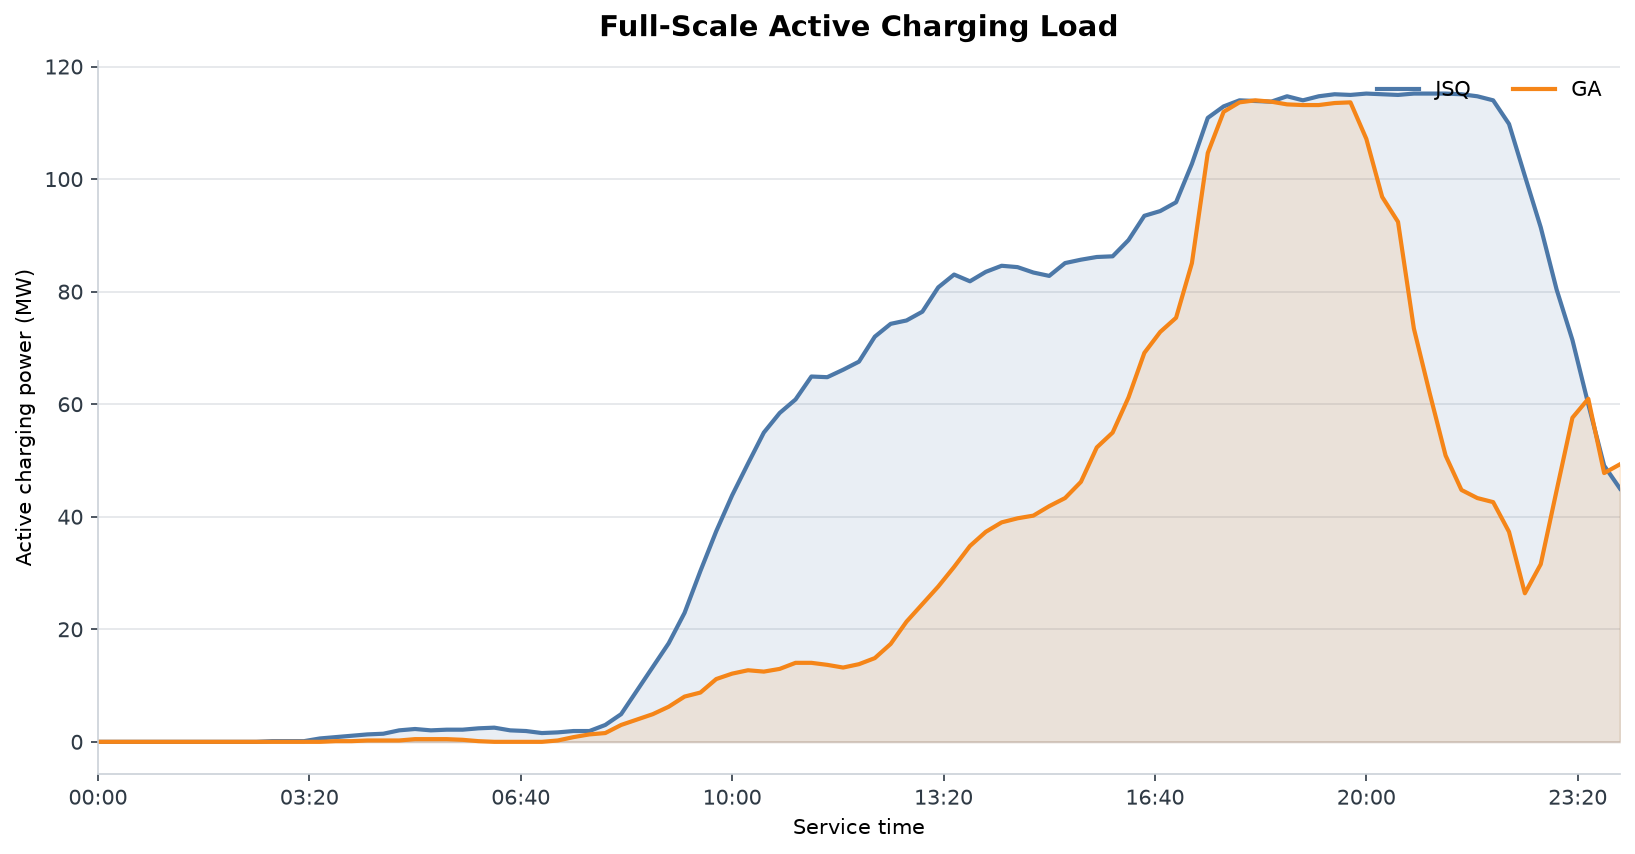 Full-Scale Active Charging Load
JSQ GA
Active charging power (MW)
120
100
80
60
40
20
0
00:00 03:20 06:40 10:00 13:20 16:40 20:00 23:20
Service time